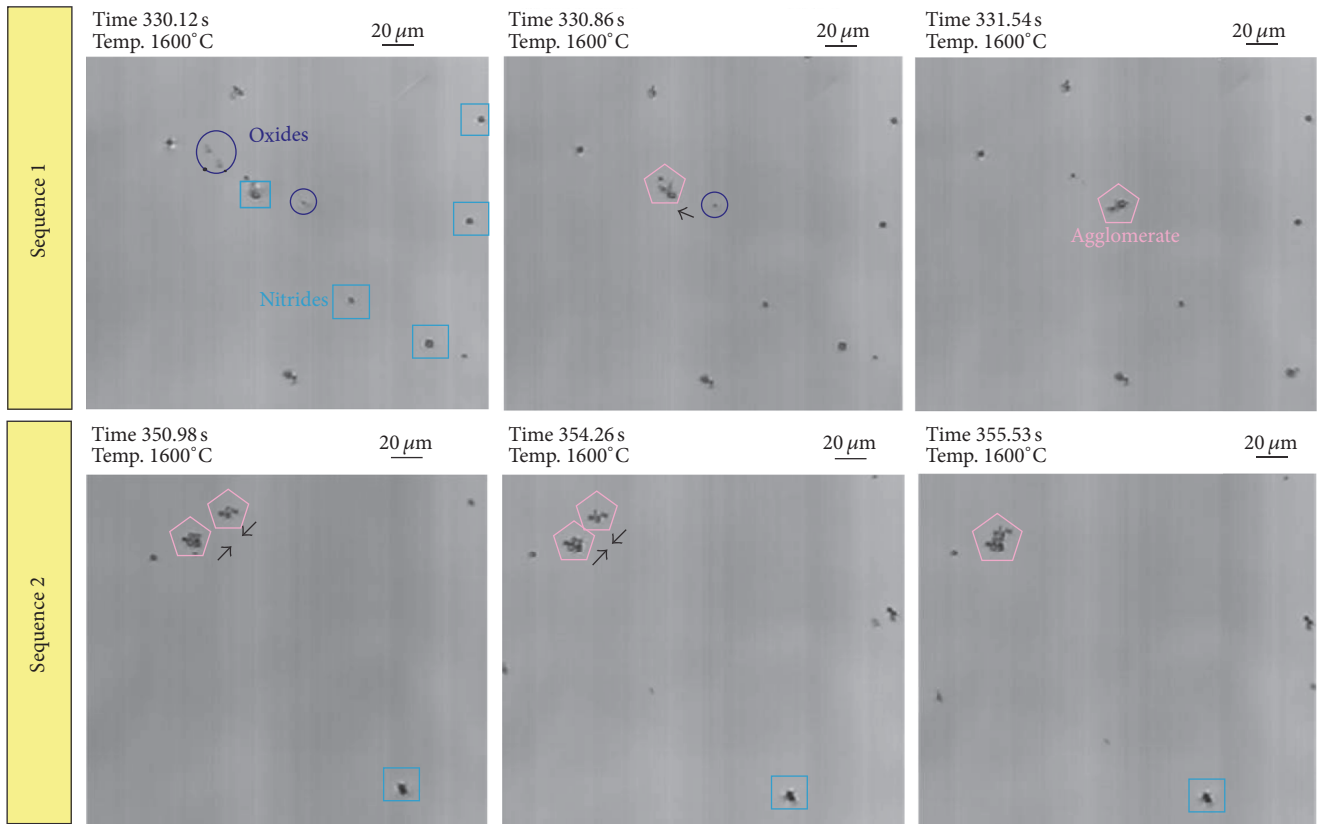 Sequence 1
Time 330.12 s
Temp. 1600°C
20 μm
Oxides
Nitrides
Time 330.86 s
Temp. 1600°C
20 μm
Time 331.54 s
Temp. 1600°C
20 μm
Agglomerate
Sequence 2
Time 350.98 s
Temp. 1600°C
20 μm
Time 354.26 s
Temp. 1600°C
20 μm
Time 355.53 s
Temp. 1600°C
20 μm